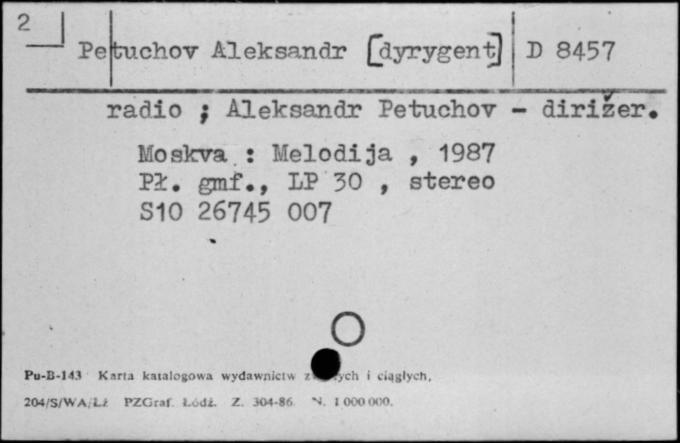 2
Petuchov Aleksandr [dyrygent] D 8457
radio ; Aleksandr Petuchov - dirižer.
Moskva : Melodija , 1987
Pł. gmf., LP 30 , stereo
S10 26745 007
Pu-B-143 Karta katalogowa wydawnictw i ciągłych,
204/S/WA/Łż PZGraf. Łódź. Z. 304-86. N. 1 000 000.